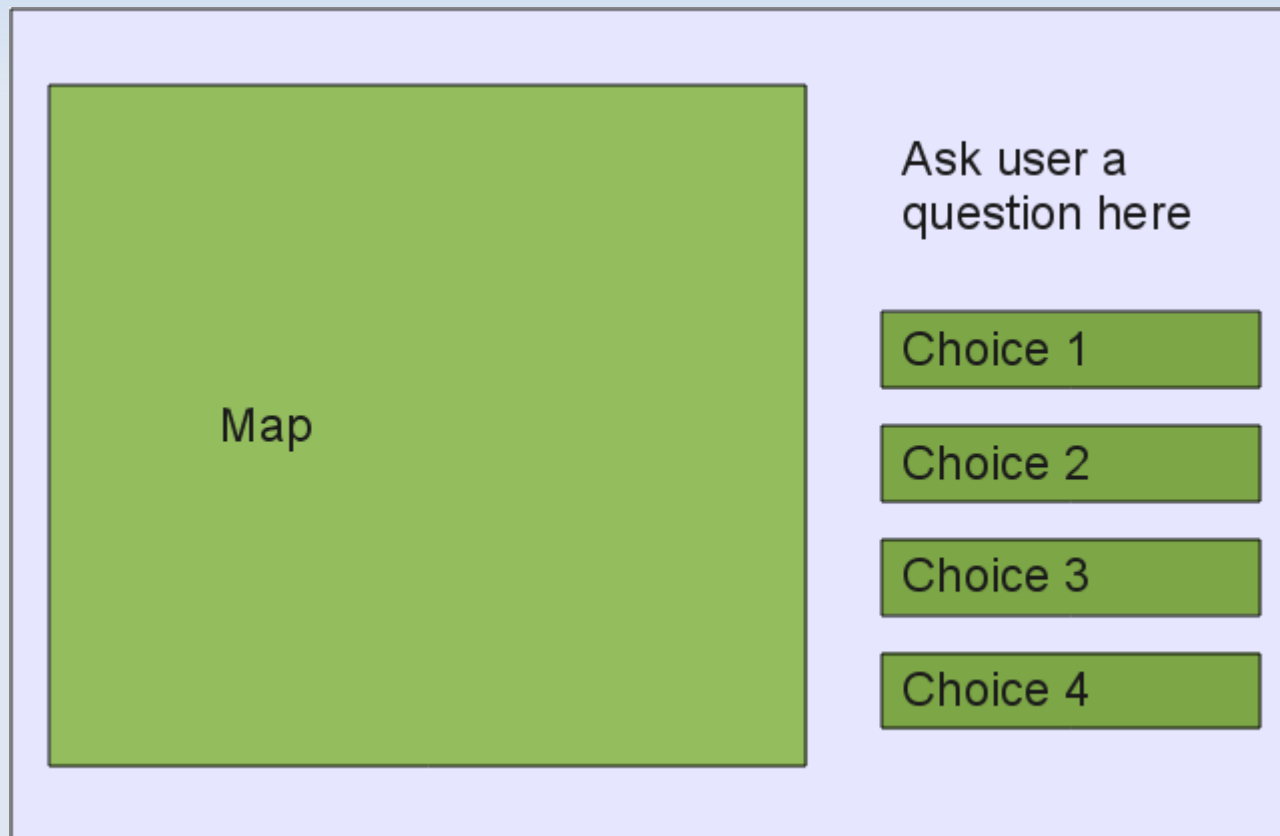 Map
Ask user a
question here
Choice 1
Choice 2
Choice 3
Choice 4